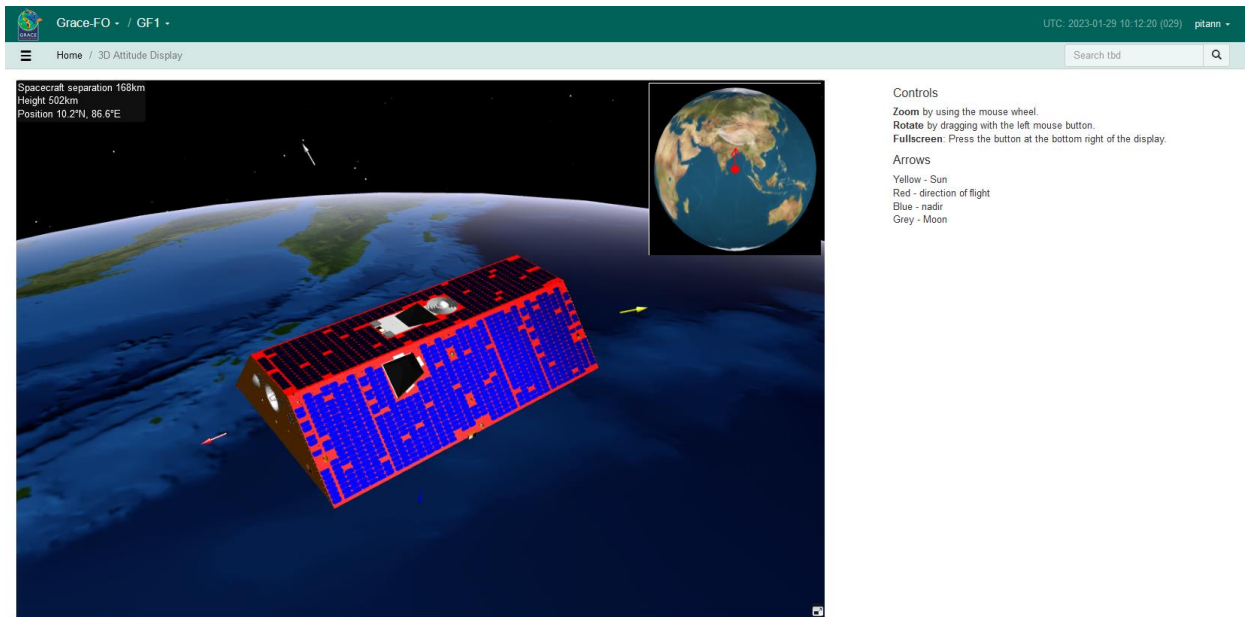 GRACE
Grace-FO / GF1
UTC: 2023-01-29 10:12:20 (029) pitann
Home / 3D Attitude Display
Search tbd
Spacecraft separation 168km
Height 502km
Position 10.2°N, 86.6°E
Controls
Zoom by using the mouse wheel.
Rotate by dragging with the left mouse button.
Fullscreen: Press the button at the bottom right of the display.
Arrows
Yellow - Sun
Red - direction of flight
Blue - nadir
Grey - Moon